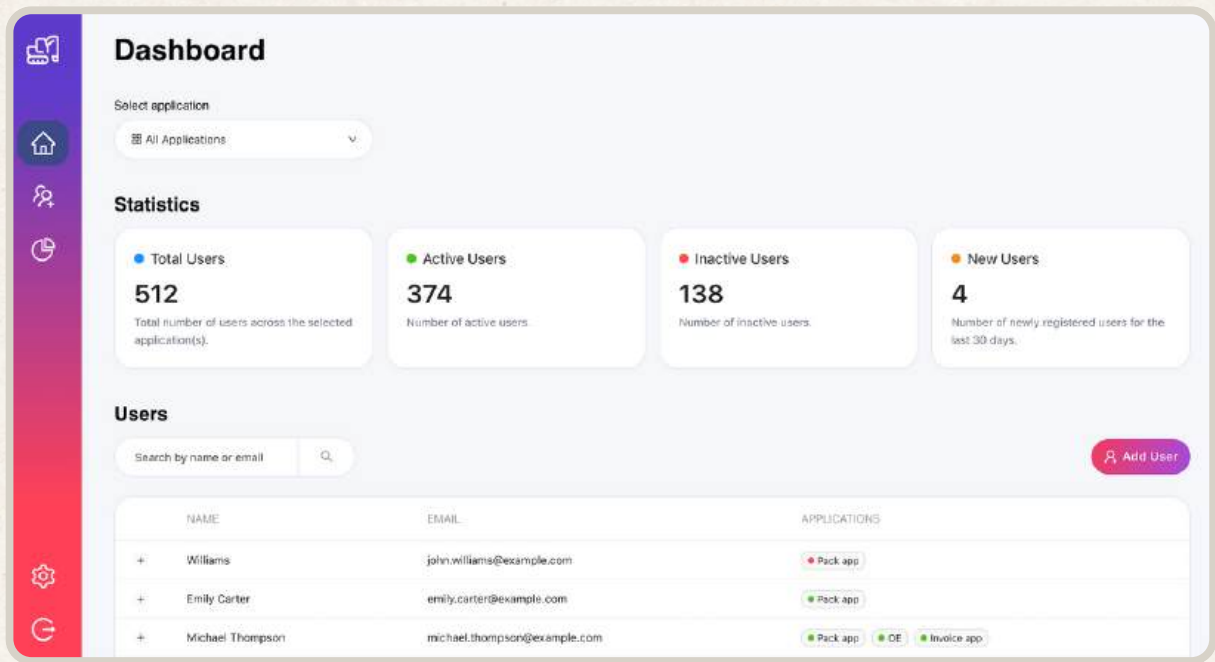 Dashboard
Select application
All Applications
Statistics
Total Users
512
Total number of users across the selected
application(s).
Active Users
374
Number of active users.
Inactive Users
138
Number of inactive users.
New Users
4
Number of newly registered users for the
last 30 days.
Users
Search by name or email
Add User
NAME EMAIL APPLICATIONS
Williams john.williams@example.com Pack app
Emily Carter emily.carter@example.com Pack app
Michael Thompson michael.thompson@example.com Pack app OE Invoice app